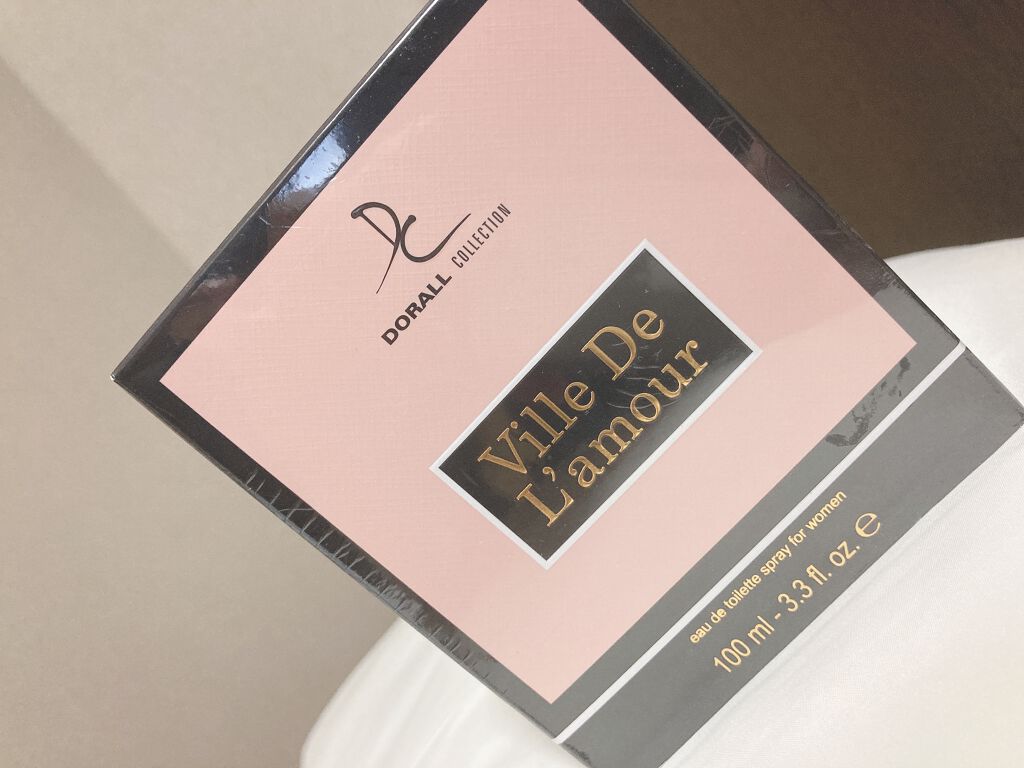 DC
DORALL COLLECTION
Ville De
L'amour
eau de toilette spray for women
100 ml - 3.3 fl. oz. ℮